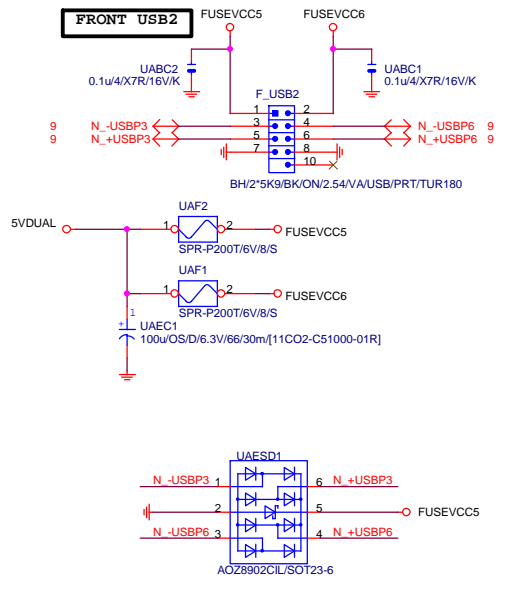 FRONT USB2
FUSEVCC5
FUSEVCC6
UABC2
0.1u/4/X7R/16V/K
UABC1
0.1u/4/X7R/16V/K
F_USB2
1 2
9 N_-USBP3 3 4 N_-USBP6 9
9 N_+USBP3 5 6 N_+USBP6 9
7 8
10
BH/2*5K9/BK/ON/2.54/VA/USB/PRT/TUR180
UAF2
5VDUAL 1 2 FUSEVCC5
SPR-P200T/6V/8/S
UAF1
1 2 FUSEVCC6
SPR-P200T/6V/8/S
1
+ UAEC1
100u/OS/D/6.3V/66/30m/[11CO2-C51000-01R]
UAESD1
N_-USBP3 1 6 N_+USBP3
2 5 FUSEVCC5
N_-USBP6 3 4 N_+USBP6
AOZ8902CIL/SOT23-6